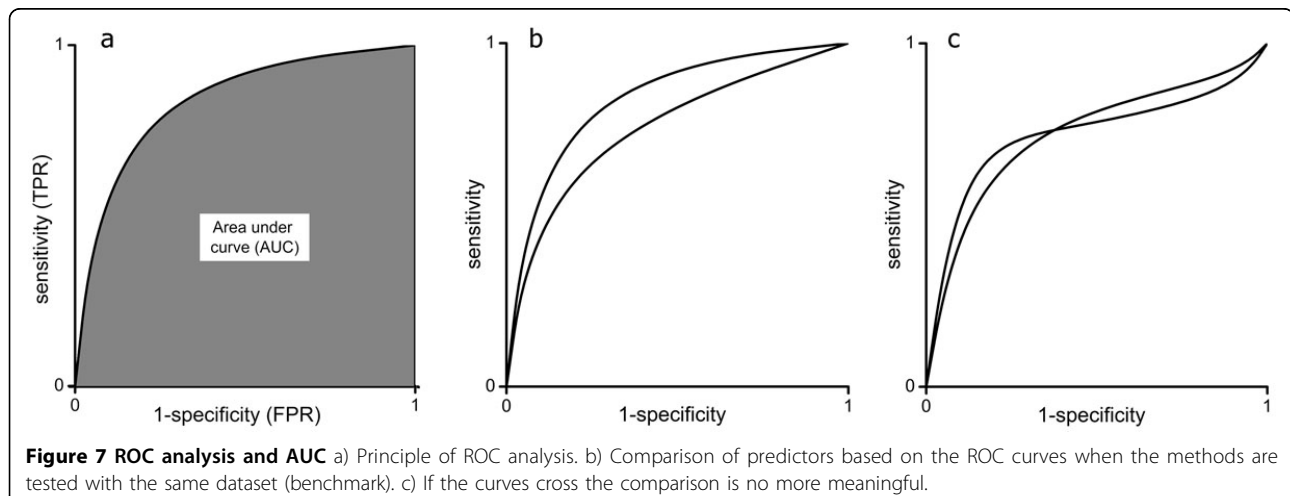 a
1
sensitivity (TPR)
Area under
curve (AUC)
0
0
1-specificity (FPR)
1
b
1
sensitivity
0
0
1-specificity
1
c
1
sensitivity
0
0
1-specificity
1
Figure 7 ROC analysis and AUC a) Principle of ROC analysis. b) Comparison of predictors based on the ROC curves when the methods are
tested with the same dataset (benchmark). c) If the curves cross the comparison is no more meaningful.